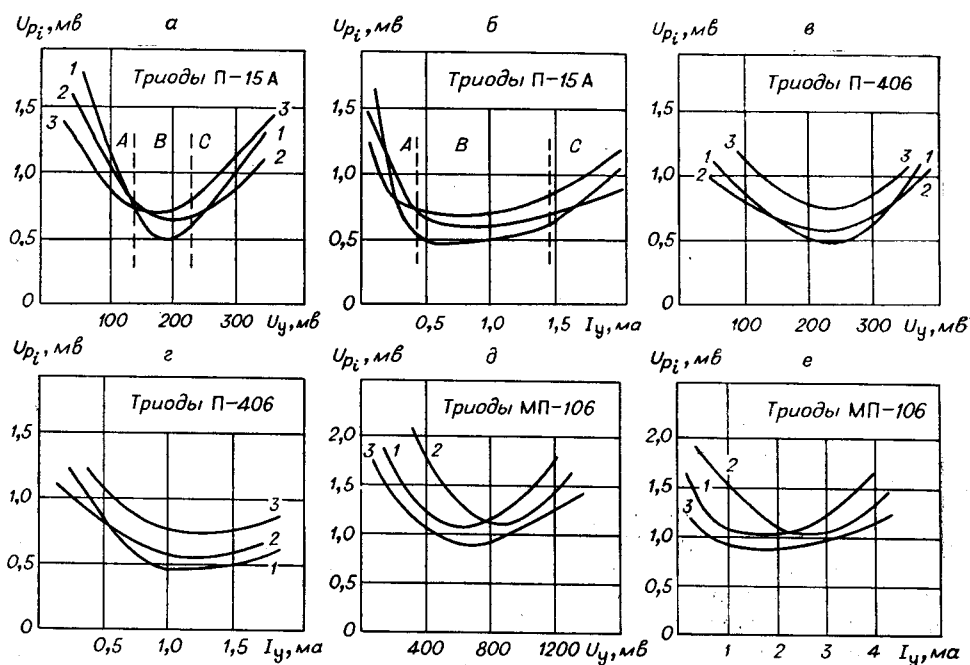 U_{p_i}, мв а
Триоды П-15А
1
2
3
А В С
3
1
2
1,5
1,0
0,5
0
100 200 300 U_y, мв
U_{p_i}, мв б
Триоды П-15А
А В С
0,5 1,0 1,5 I_y, ма
1,5
1,0
0,5
0
U_{p_i}, мв в
Триоды П-406
1,5
1,0
0,5
0
3
1
2
3
1
2
100 200 300 U_y, мв
U_{p_i}, мв г
Триоды П-406
1,5
1,0
0,5
0
3
2
1
0,5 1,0 1,5 I_y, ма
U_{p_i}, мв д
Триоды МП-106
2,0
1,5
1,0
0,5
0
3 1 2
400 800 1200 U_y, мв
U_{p_i}, мв е
Триоды МП-106
2,0
1,5
1,0
0,5
0
2
1
3
1 2 3 4 I_y, ма